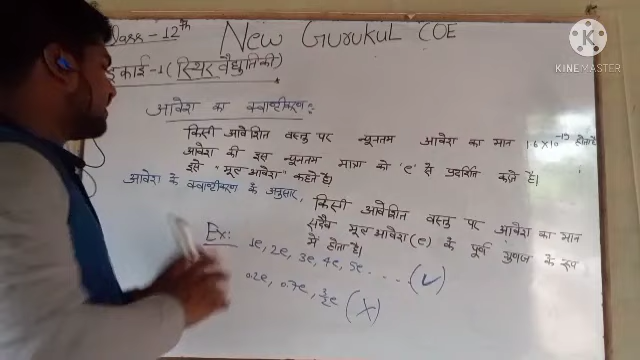 Class - 12th New Gurukul COE
इकाई-1 (स्थिर वैद्युतिकी)
आवेश का क्वाण्टीकरण :-
किसी आवेशित वस्तु पर न्यूनतम आवेश का मान 1.6 X 10⁻¹⁹ होता है
आवेश की इस न्यूनतम मात्रा को 'e' से प्रदर्शित करते है।
इसे "मूल आवेश" कहते है।
आवेश के क्वाण्टीकरण के अनुसार,
किसी आवेशित वस्तु पर आवेश का मान
सदैव मूल आवेश (e) के पूर्ण गुणज के रूप
में होता है।
Ex:
1e, 2e, 3e, 4e, 5e . . . . . (✓)
0.2e, 0.7e, 3/2e (X)
K
KINEMASTER